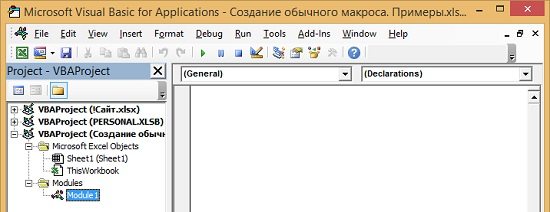 Microsoft Visual Basic for Applications - Создание обычного макроса. Примеры.xls...
File Edit View Insert Format Debug Run Tools Add-Ins Window Help
Project - VBAProject
(General) (Declarations)
VBAProject (!Сайт.xlsx)
VBAProject (PERSONAL.XLSB)
VBAProject (Создание обычн
Microsoft Excel Objects
Sheet1 (Sheet1)
ThisWorkbook
Modules
Module1